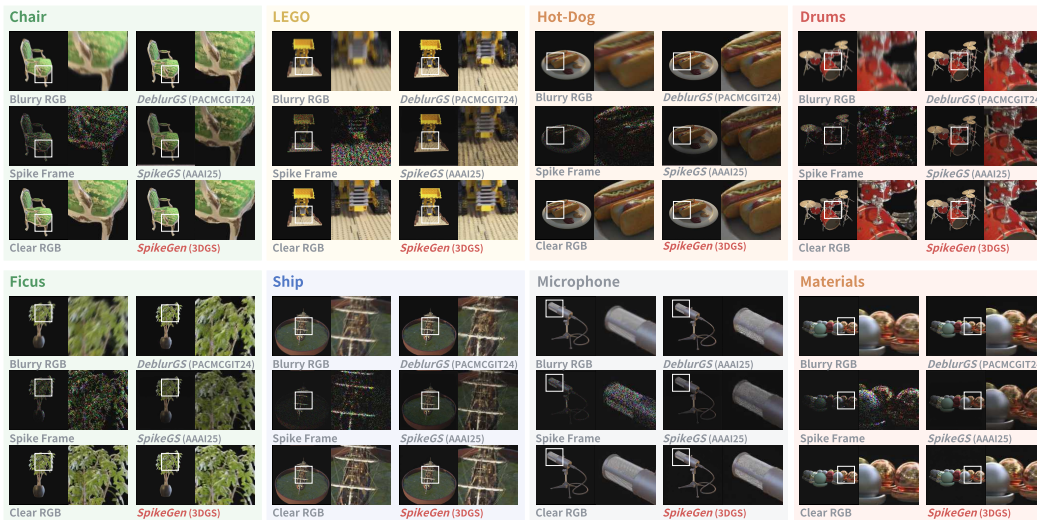 Chair
Blurry RGB DeblurGS (PACMCGIT24)
Spike Frame SpikeGS (AAAI25)
Clear RGB SpikeGen (3DGS)
LEGO
Blurry RGB DeblurGS (PACMCGIT24)
Spike Frame SpikeGS (AAAI25)
Clear RGB SpikeGen (3DGS)
Hot-Dog
Blurry RGB DeblurGS (PACMCGIT24)
Spike Frame SpikeGS (AAAI25)
Clear RGB SpikeGen (3DGS)
Drums
Blurry RGB DeblurGS (PACMCGIT24
Spike Frame SpikeGS (AAAI25)
Clear RGB SpikeGen (3DGS)
Ficus
Blurry RGB DeblurGS (PACMCGIT24)
Spike Frame SpikeGS (AAAI25)
Clear RGB SpikeGen (3DGS)
Ship
Blurry RGB DeblurGS (PACMCGIT24)
Spike Frame SpikeGS (AAAI25)
Clear RGB SpikeGen (3DGS)
Microphone
Blurry RGB DeblurGS (AAAI25)
Spike Frame SpikeGS (AAAI25)
Clear RGB SpikeGen (3DGS)
Materials
Blurry RGB DeblurGS (PACMCGIT2
Spike Frame SpikeGS (AAAI25)
Clear RGB SpikeGen (3DGS)